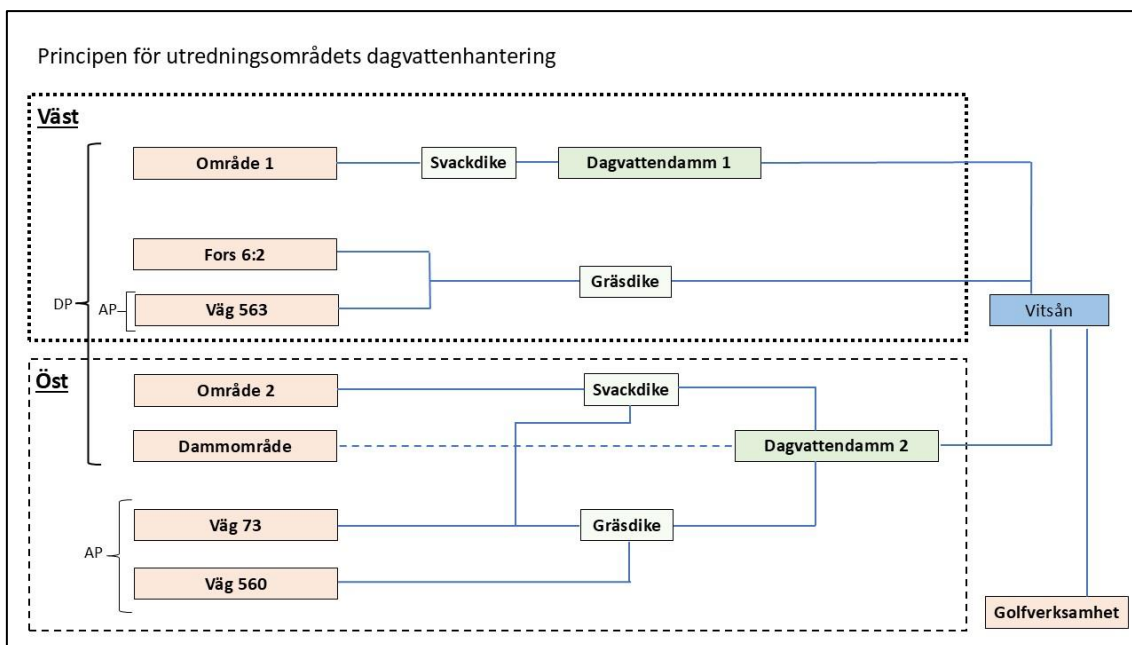 Principen för utredningsområdets dagvattenhantering
Väst
Område 1
Svackdike
Dagvattendamm 1
Fors 6:2
Gräsdike
DP
AP
Väg 563
Vitsån
Öst
Område 2
Svackdike
Dammområde
Dagvattendamm 2
Väg 73
Gräsdike
AP
Väg 560
Golfverksamhet